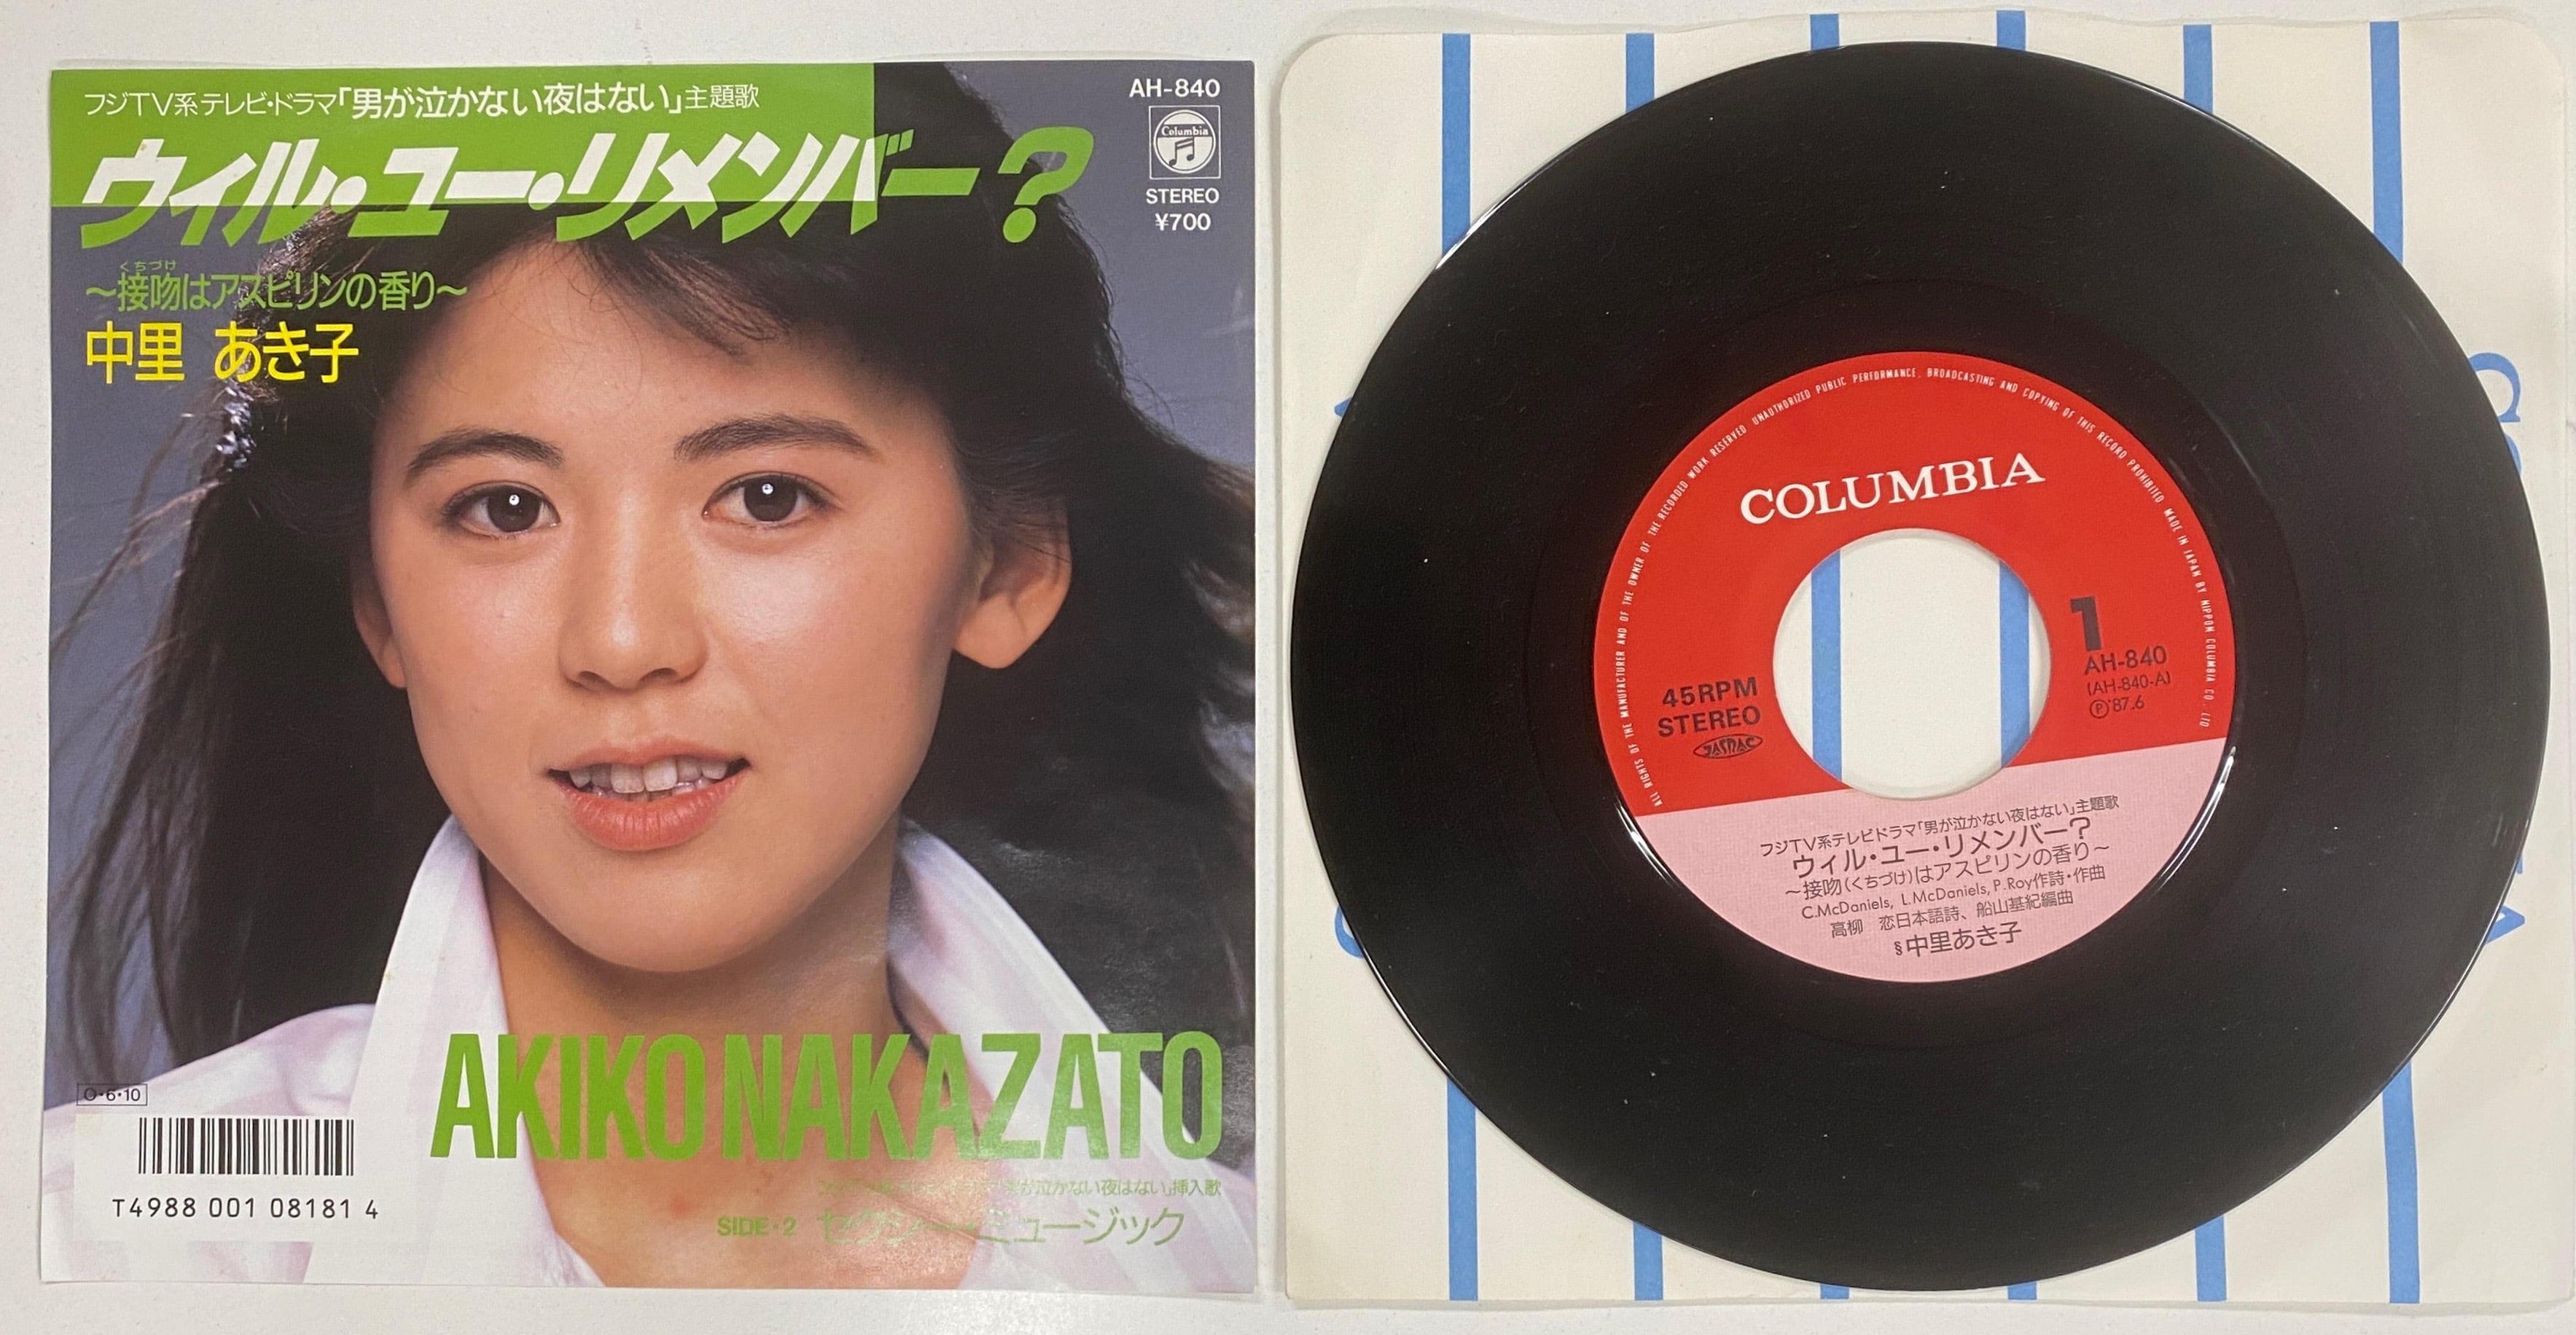 フジTV系テレビ・ドラマ「男が泣かない夜はない」主題歌
ウィル・ユー・リメンバー?
くちづけ
~接吻はアスピリンの香り~
中里 あき子
AH-840
Columbia
STEREO
¥700
AKIKO NAKAZATO
O・6・10
T4988 001 08181 4
男が泣かない夜はない」挿入歌
SIDE・2 セクシー・ミュージック
ALL RIGHTS OF THE MANUFACTURER AND OF THE OWNER OF THE RECORDED WORK RESERVED UNAUTHORIZED PUBLIC PERFORMANCE, BROADCASTING AND COPYING OF THIS RECORD PROHIBITED MADE IN JAPAN BY NIPPON COLUMBIA CO. LTD
COLUMBIA
45RPM
STEREO
JASRAC
1
AH-840
(AH-840-A)
Ⓟ'87.6
フジTV系テレビドラマ「男が泣かない夜はない」主題歌
ウィル・ユー・リメンバー?
~接吻(くちづけ)はアスピリンの香り~
C.McDaniels, L.McDaniels, P.Roy作詩・作曲
高柳 恋日本語詩、船山基紀編曲
§中里あき子